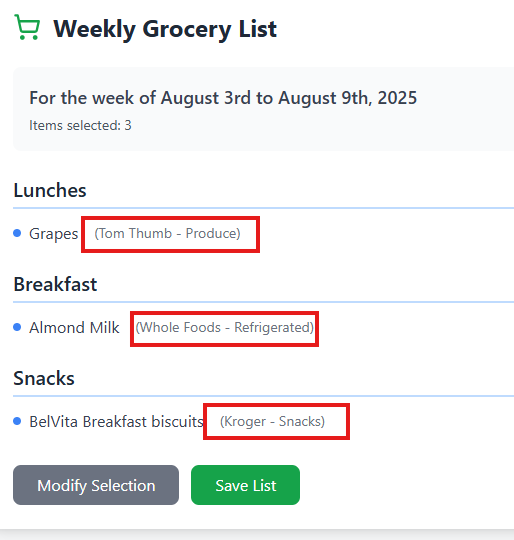 Weekly Grocery List
For the week of August 3rd to August 9th, 2025
Items selected: 3
Lunches
Grapes (Tom Thumb - Produce)
Breakfast
Almond Milk (Whole Foods - Refrigerated)
Snacks
BelVita Breakfast biscuits (Kroger - Snacks)
Modify Selection Save List